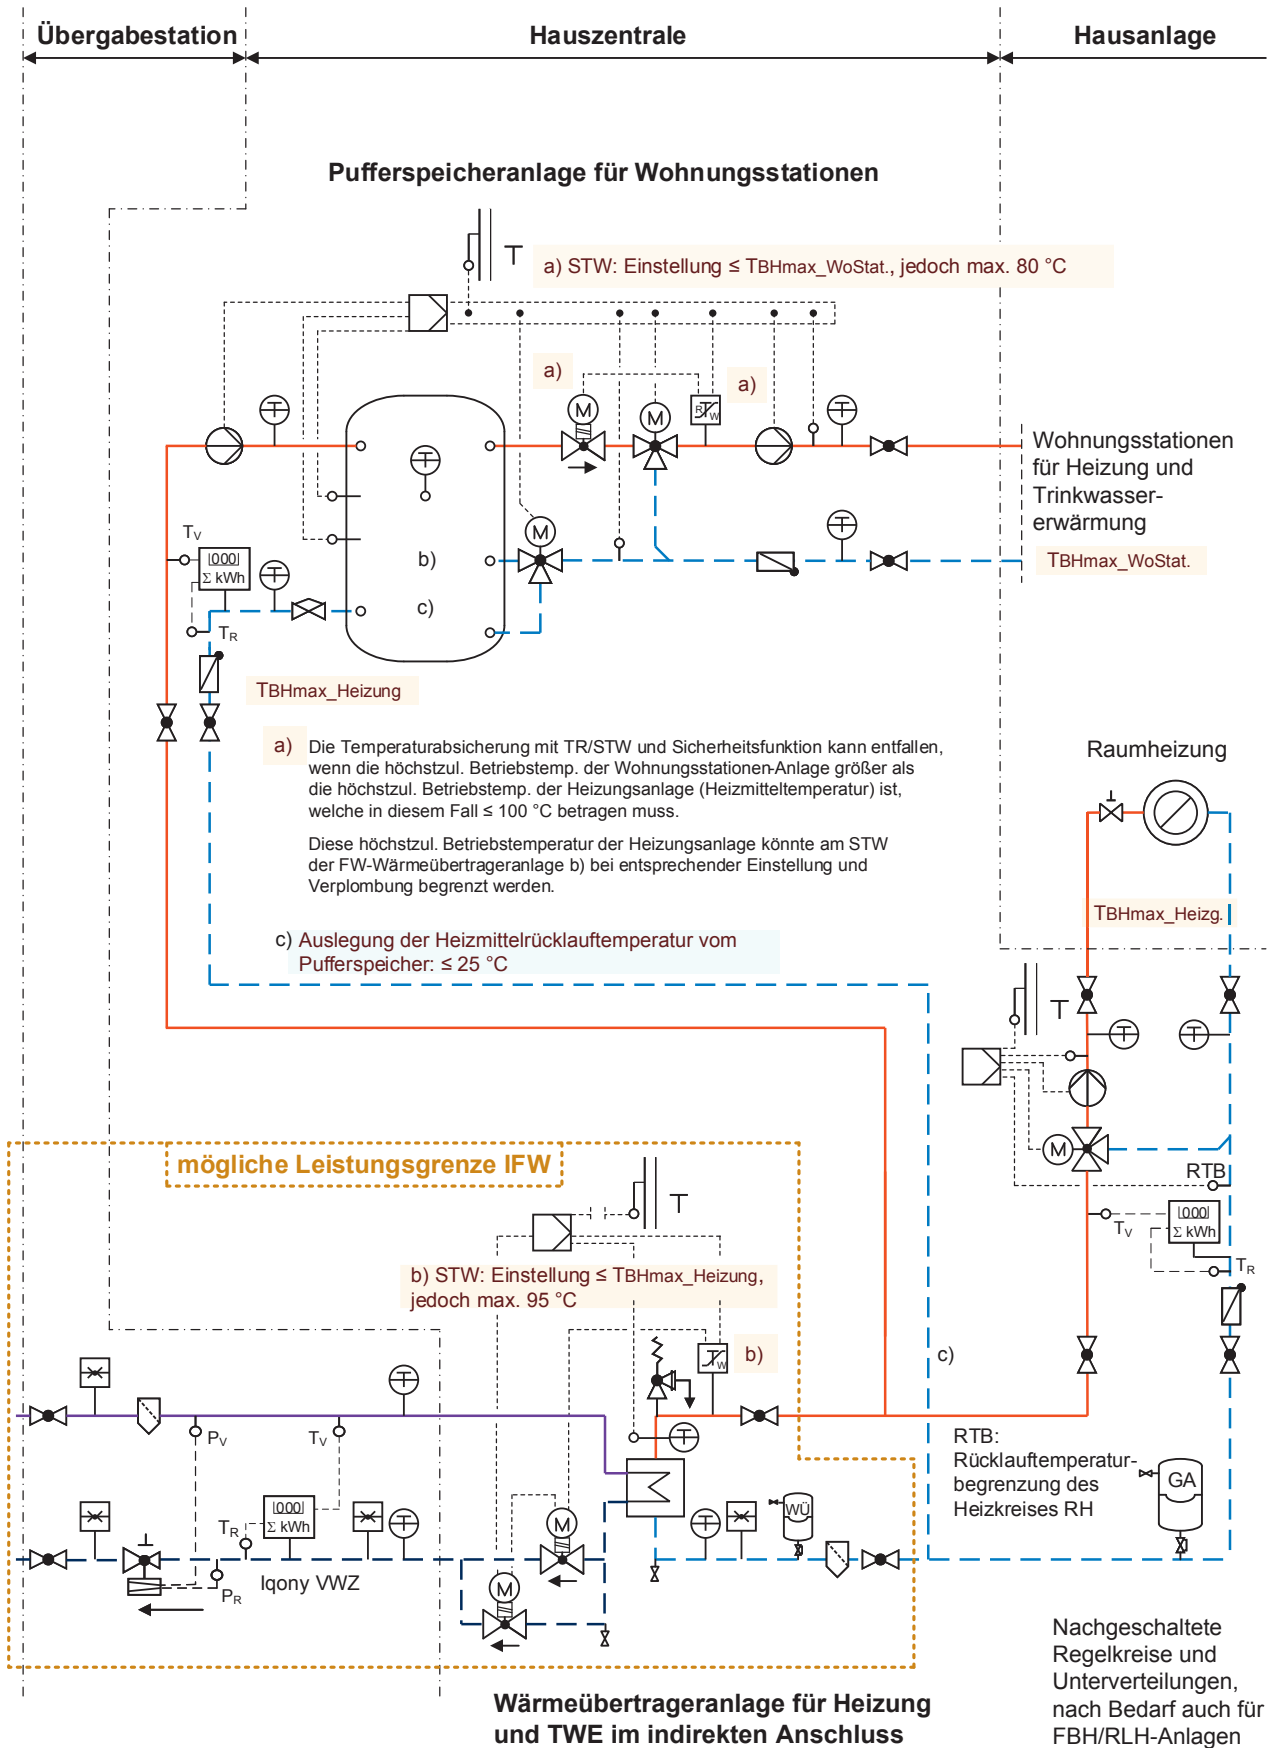 Übergabestation
Hauszentrale
Hausanlage
Pufferspeicheranlage für Wohnungsstationen
T
a) STW: Einstellung ≤ TBHmax_WoStat., jedoch max. 80 °C
a)
a)
M
M
R T W
T
T
T
Wohnungsstationen
für Heizung und
Trinkwasser-
erwärmung
TBHmax_WoStat.
M
T
TV
000
Σ kWh
T
b)
c)
TR
TBHmax_Heizung
a) Die Temperaturabsicherung mit TR/STW und Sicherheitsfunktion kann entfallen,
wenn die höchstzul. Betriebstemp. der Wohnungsstationen-Anlage größer als
die höchstzul. Betriebstemp. der Heizungsanlage (Heizmitteltemperatur) ist,
welche in diesem Fall ≤ 100 °C betragen muss.
Diese höchstzul. Betriebstemperatur der Heizungsanlage könnte am STW
der FW-Wärmeübertrageranlage b) bei entsprechender Einstellung und
Verplombung begrenzt werden.
c) Auslegung der Heizmittelrücklauftemperatur vom
Pufferspeicher: ≤ 25 °C
Raumheizung
TBHmax_Heizg.
T
T
T
M
RTB
TV
000
Σ kWh
TR
mögliche Leistungsgrenze IFW
T
b) STW: Einstellung ≤ TBHmax_Heizung,
jedoch max. 95 °C
T W
b)
c)
T
PV
TV
T
RTB:
Rücklauftemperatur-
begrenzung des
Heizkreises RH
GA
TR
000
Σ kWh
T
M
T
WÜ
PR
Iqony VWZ
M
Nachgeschaltete
Regelkreise und
Unterverteilungen,
nach Bedarf auch für
FBH/RLH-Anlagen
Wärmeübertrageranlage für Heizung
und TWE im indirekten Anschluss